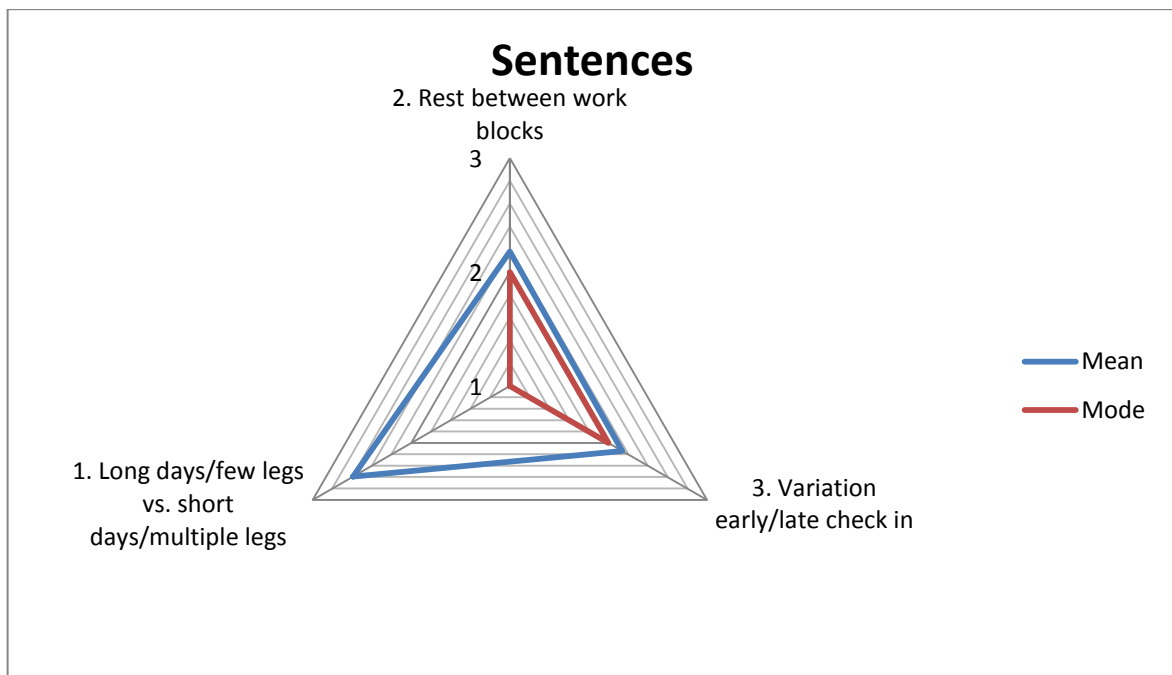 Sentences
2. Rest between work
blocks
3
2
1
Mean
Mode
1. Long days/few legs
vs. short
days/multiple legs
3. Variation
early/late check in